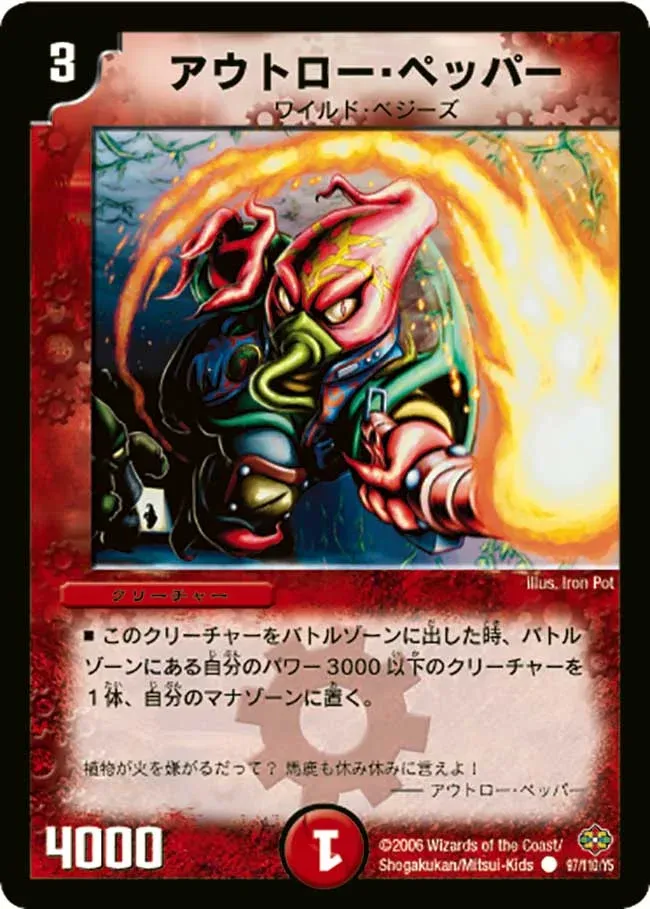 3
アウトロー・ペッパー
ワイルド・ベジーズ
illus. Iron Pot
クリーチャー
■ このクリーチャーをバトルゾーンに出した時、バトル
ゾーンにある自分のパワー3000以下のクリーチャーを
1体、自分のマナゾーンに置く。
植物が火を嫌がるだって？ 馬鹿も休み休みに言えよ！
—— アウトロー・ペッパー
4000
1
©2006 Wizards of the Coast/
Shogakukan/Mitsui-Kids ● 97/110/Y5